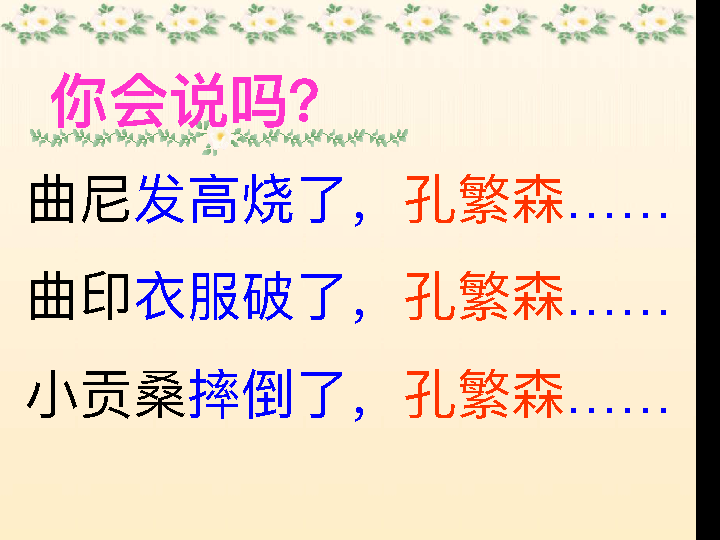 你会说吗?
曲尼发高烧了，孔繁森……
曲印衣服破了，孔繁森……
小贡桑摔倒了，孔繁森……